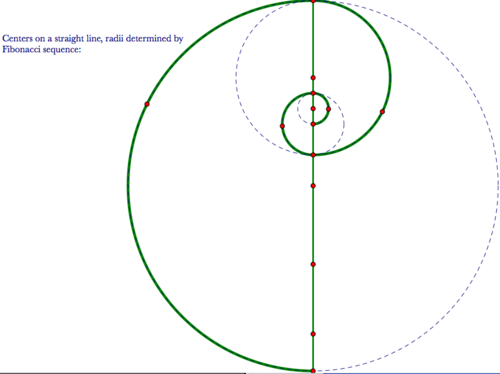 Centers on a straight line, radii determined by
Fibonacci sequence: